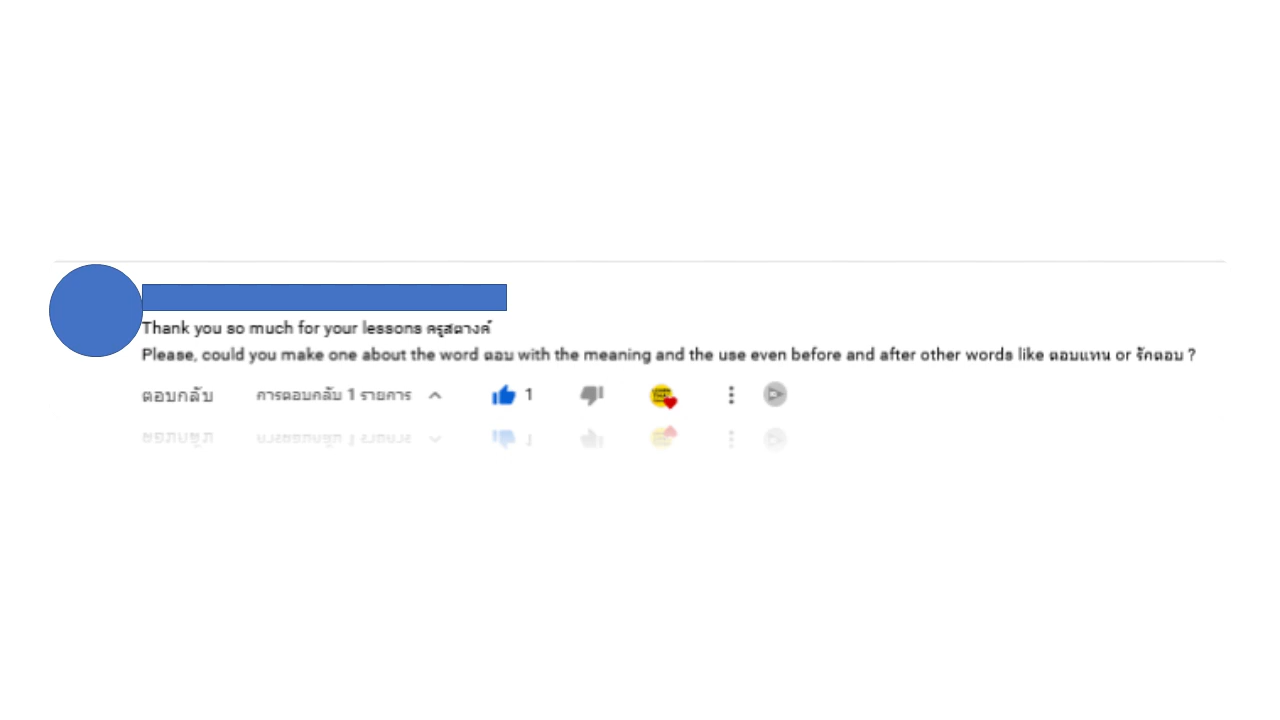 Thank you so much for your lessons ครูสตางค์
Please, could you make one about the word ตอบ with the meaning and the use even before and after other words like ตอบแทน or รักตอบ ?
ตอบกลับ การตอบกลับ 1 รายการ 1